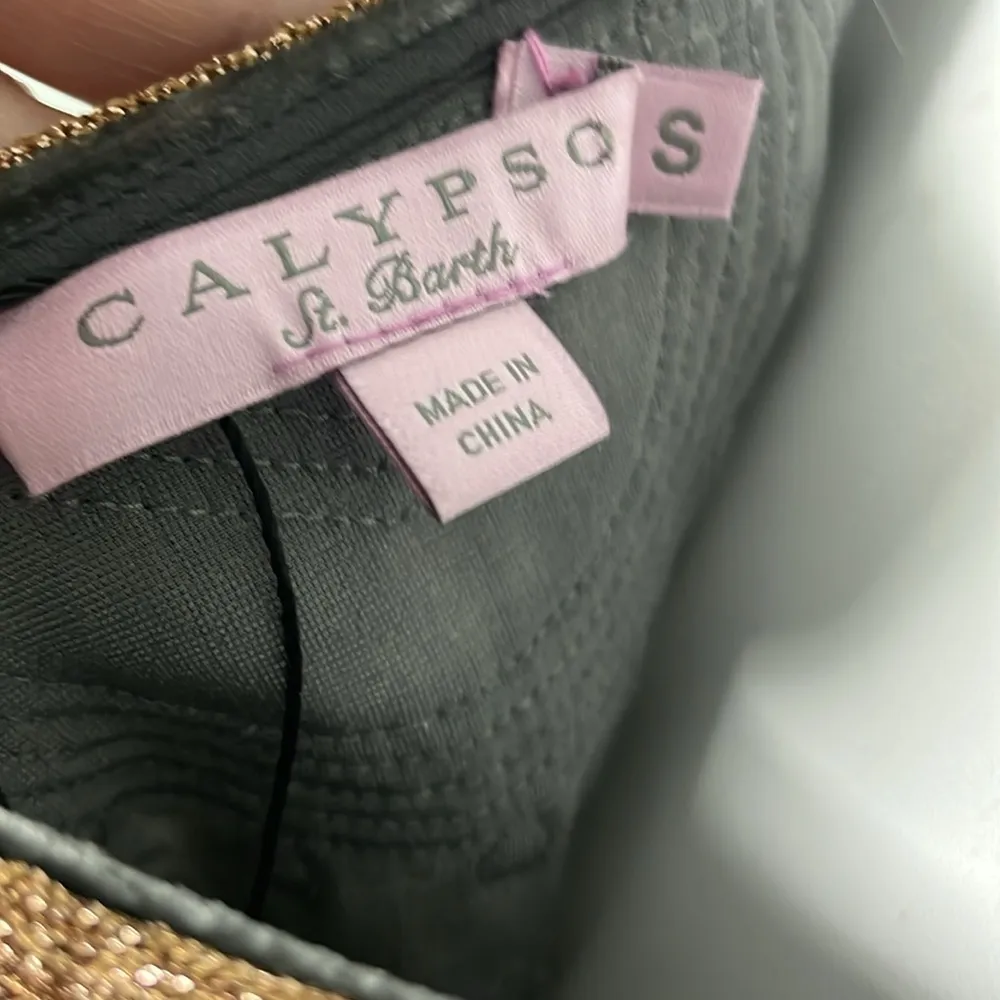 CALYPSO
St. Barth
S
MADE IN
CHINA